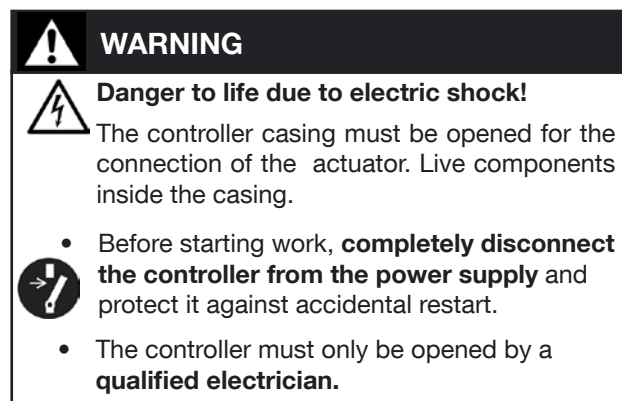 WARNING
Danger to life due to electric shock!
The controller casing must be opened for the
connection of the actuator. Live components
inside the casing.
• Before starting work, completely disconnect
the controller from the power supply and
protect it against accidental restart.
• The controller must only be opened by a
qualified electrician.